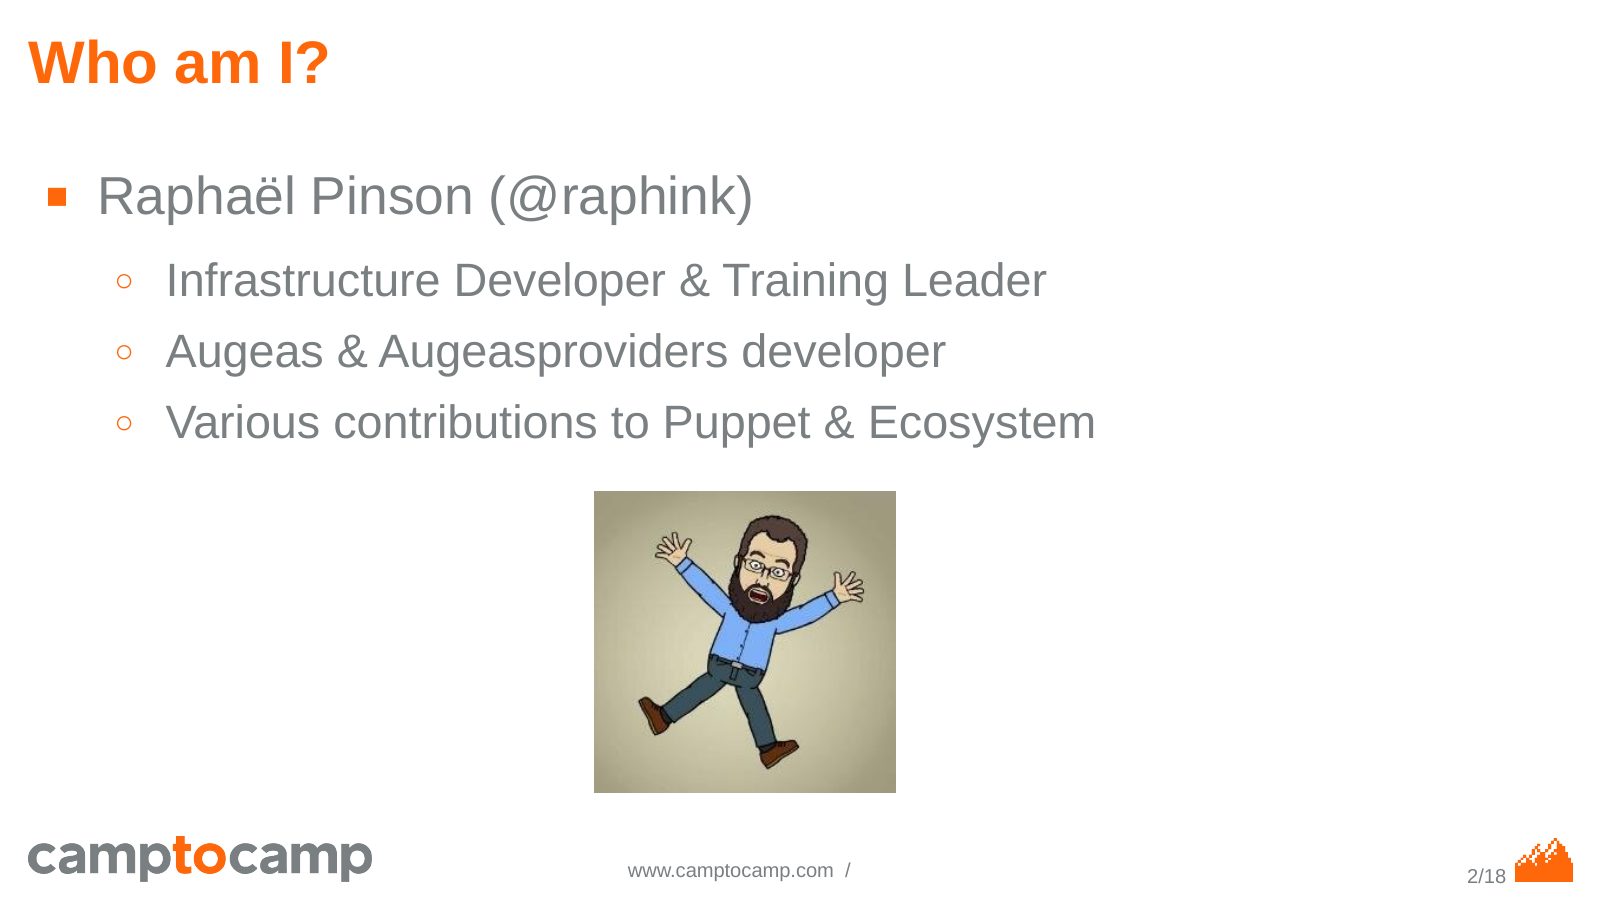 Who am I?
Raphaël Pinson (@raphink)
Infrastructure Developer & Training Leader
Augeas & Augeasproviders developer
Various contributions to Puppet & Ecosystem
camptocamp
www.camptocamp.com /
2/18